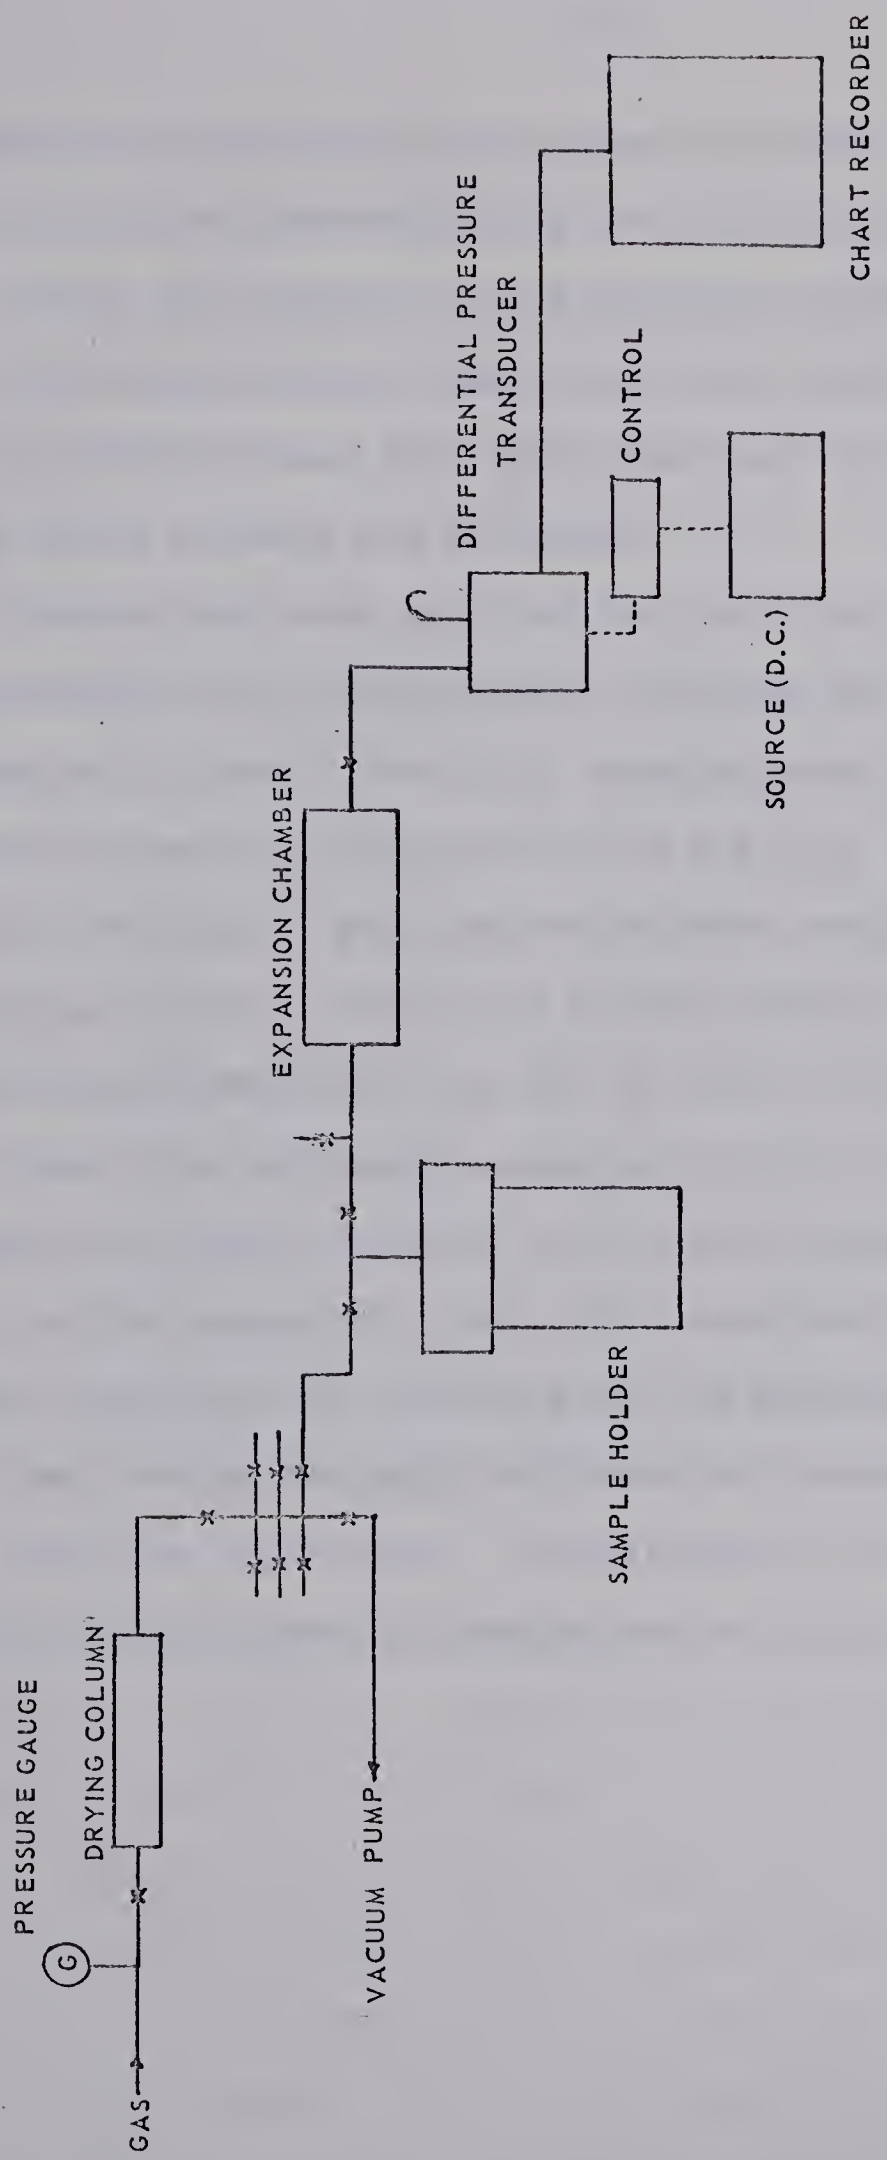 PRESSURE GAUGE
G
GAS
DRYING COLUMN
VACUUM PUMP
SAMPLE HOLDER
EXPANSION CHAMBER
DIFFERENTIAL PRESSURE
TRANSDUCER
CONTROL
SOURCE (D.C.)
CHART RECORDER